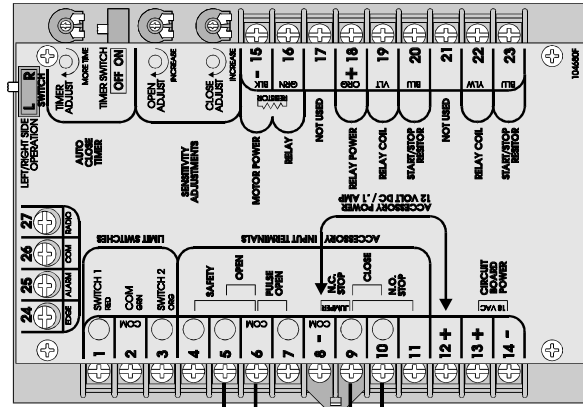 15 16 17 18 19 20 21 22 23
- +
BLK GRN ORG VLT BLU YLW BLU
10468DF
RESISTOR
MOTOR POWER
RELAY
NOT USED
RELAY POWER
RELAY COIL
START/STOP RESITOR
NOT USED
RELAY COIL
START/STOP RESITOR
L R
SWITCH
LEFT/RIGHT SIDE OPERATION
TIMER ADJUST
MORE TIME
TIMER SWITCH
OFF ON
OPEN ADJUST
INCREASE
CLOSE ADJUST
INCREASE
AUTO CLOSE TIMER
SENSITIVITY ADJUSTMENTS
ACCESSORY POWER
12 VOLT DC / .1 AMP
27 RADIO
26 COM
25 ALARM
24 EDGE
LIMIT SWITCHES
ACCESSORY INPUT TERMINALS
SWITCH 1 RED
COM GRN
SWITCH 2 ORG
SAFETY
OPEN
PULSE OPEN
N.C. STOP
CLOSE
N.O. STOP
CIRCUIT BOARD POWER
16 VAC
COM
COM
COM
JUMPER
- + + -
1 2 3 4 5 6 7 8 9 10 11 12 13 14